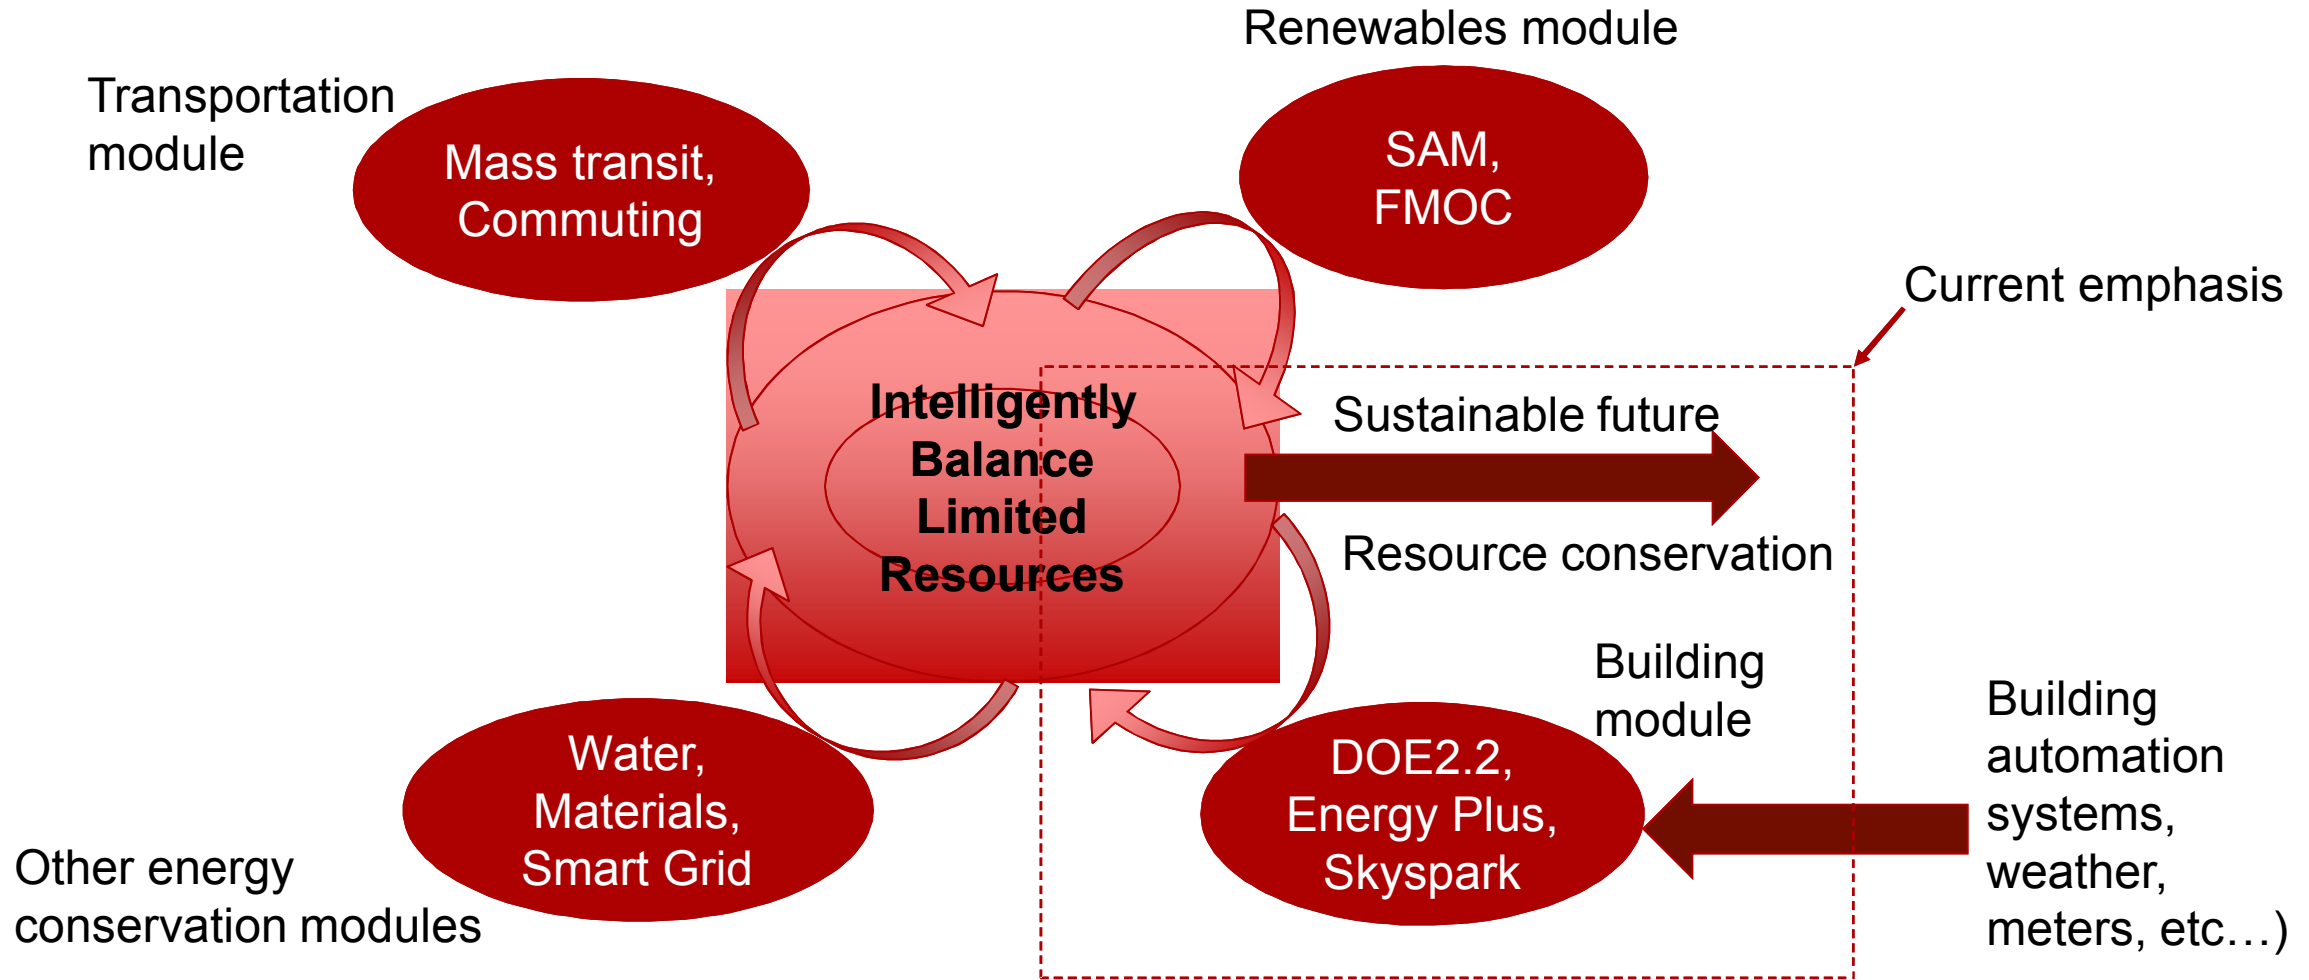 Renewables module
Transportation
module
Mass transit,
Commuting
SAM,
FMOC
Current emphasis
Intelligently
Balance
Limited
Resources
Sustainable future
Resource conservation
Building
module
Water,
Materials,
Smart Grid
DOE2.2,
Energy Plus,
Skyspark
Building
automation
systems,
weather,
meters, etc…)
Other energy
conservation modules